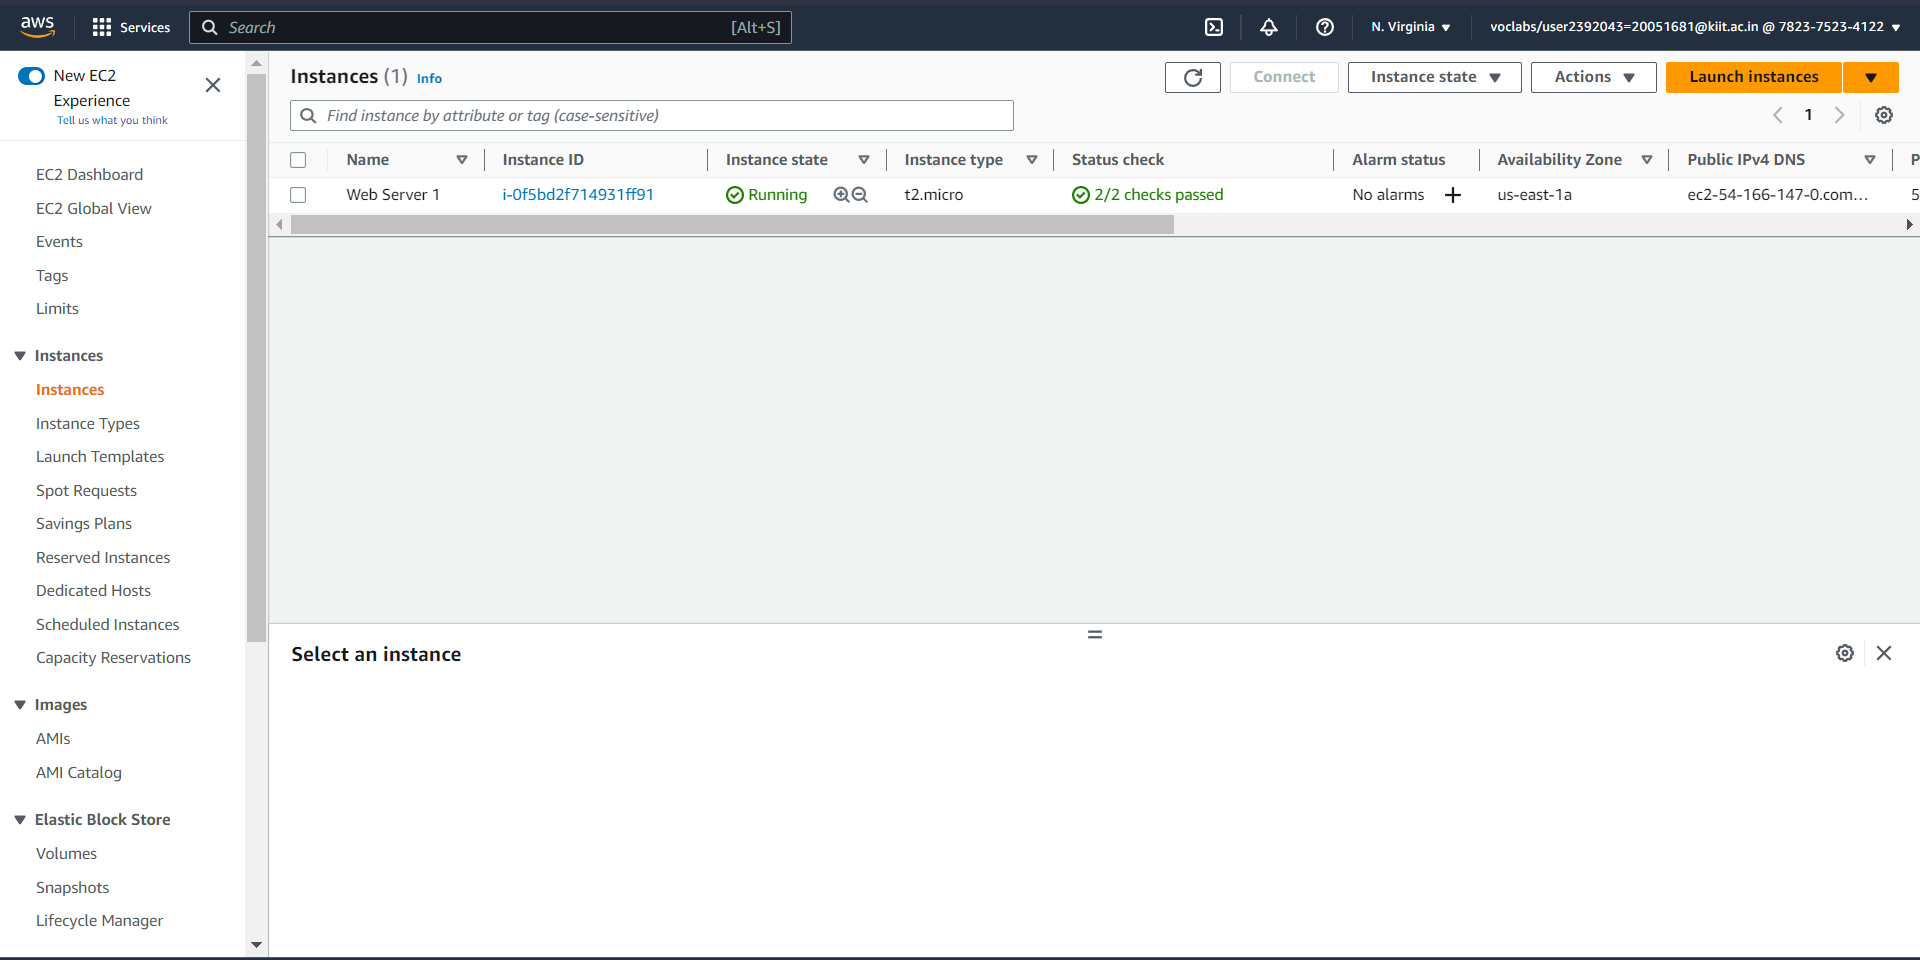 aws Services Search [Alt+S] N. Virginia voclabs/user2392043=20051681@kiit.ac.in @ 7823-7523-4122
New EC2
Experience
Tell us what you think
EC2 Dashboard
EC2 Global View
Events
Tags
Limits
Instances
Instances
Instance Types
Launch Templates
Spot Requests
Savings Plans
Reserved Instances
Dedicated Hosts
Scheduled Instances
Capacity Reservations
Images
AMIs
AMI Catalog
Elastic Block Store
Volumes
Snapshots
Lifecycle Manager
Instances (1) Info Connect Instance state Actions Launch instances
Find instance by attribute or tag (case-sensitive) 1
Name Instance ID Instance state Instance type Status check Alarm status Availability Zone Public IPv4 DNS P
Web Server 1 i-0f5bd2f714931ff91 Running t2.micro 2/2 checks passed No alarms + us-east-1a ec2-54-166-147-0.com... 5
Select an instance